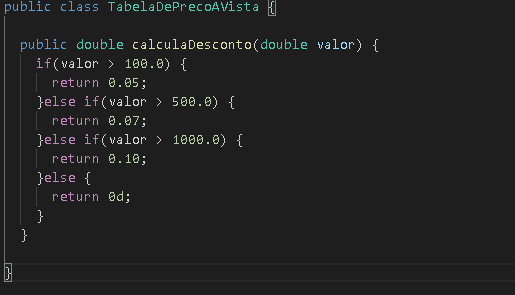 public class TabelaDePrecoAVista {
public double calculaDesconto(double valor) {
if(valor > 100.0) {
return 0.05;
}else if(valor > 500.0) {
return 0.07;
}else if(valor > 1000.0) {
return 0.10;
}else {
return 0d;
}
}
}